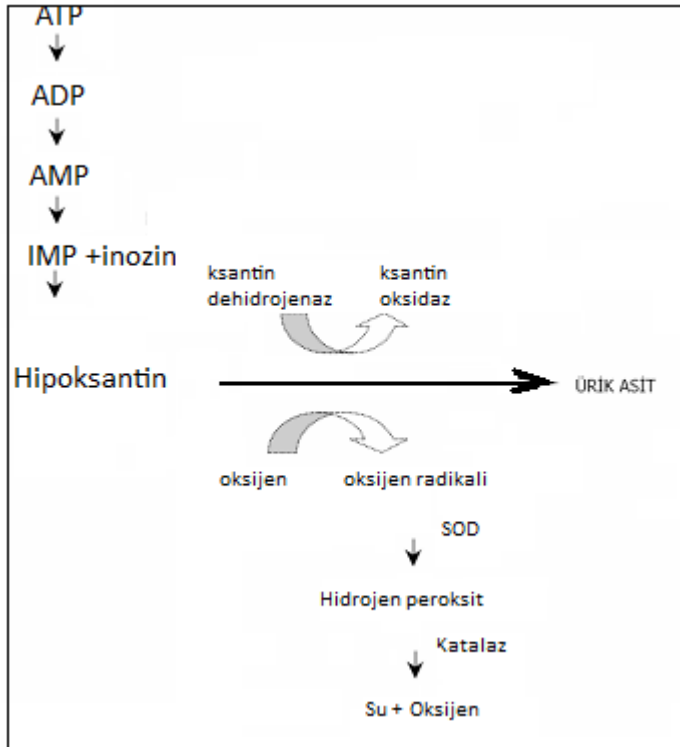 ATP
ADP
AMP
IMP +inozin
ksantin
dehidrojenaz
ksantin
oksidaz
Hipoksantin
ÜRİK ASİT
oksijen
oksijen radikali
SOD
Hidrojen peroksit
Katalaz
Su + Oksijen